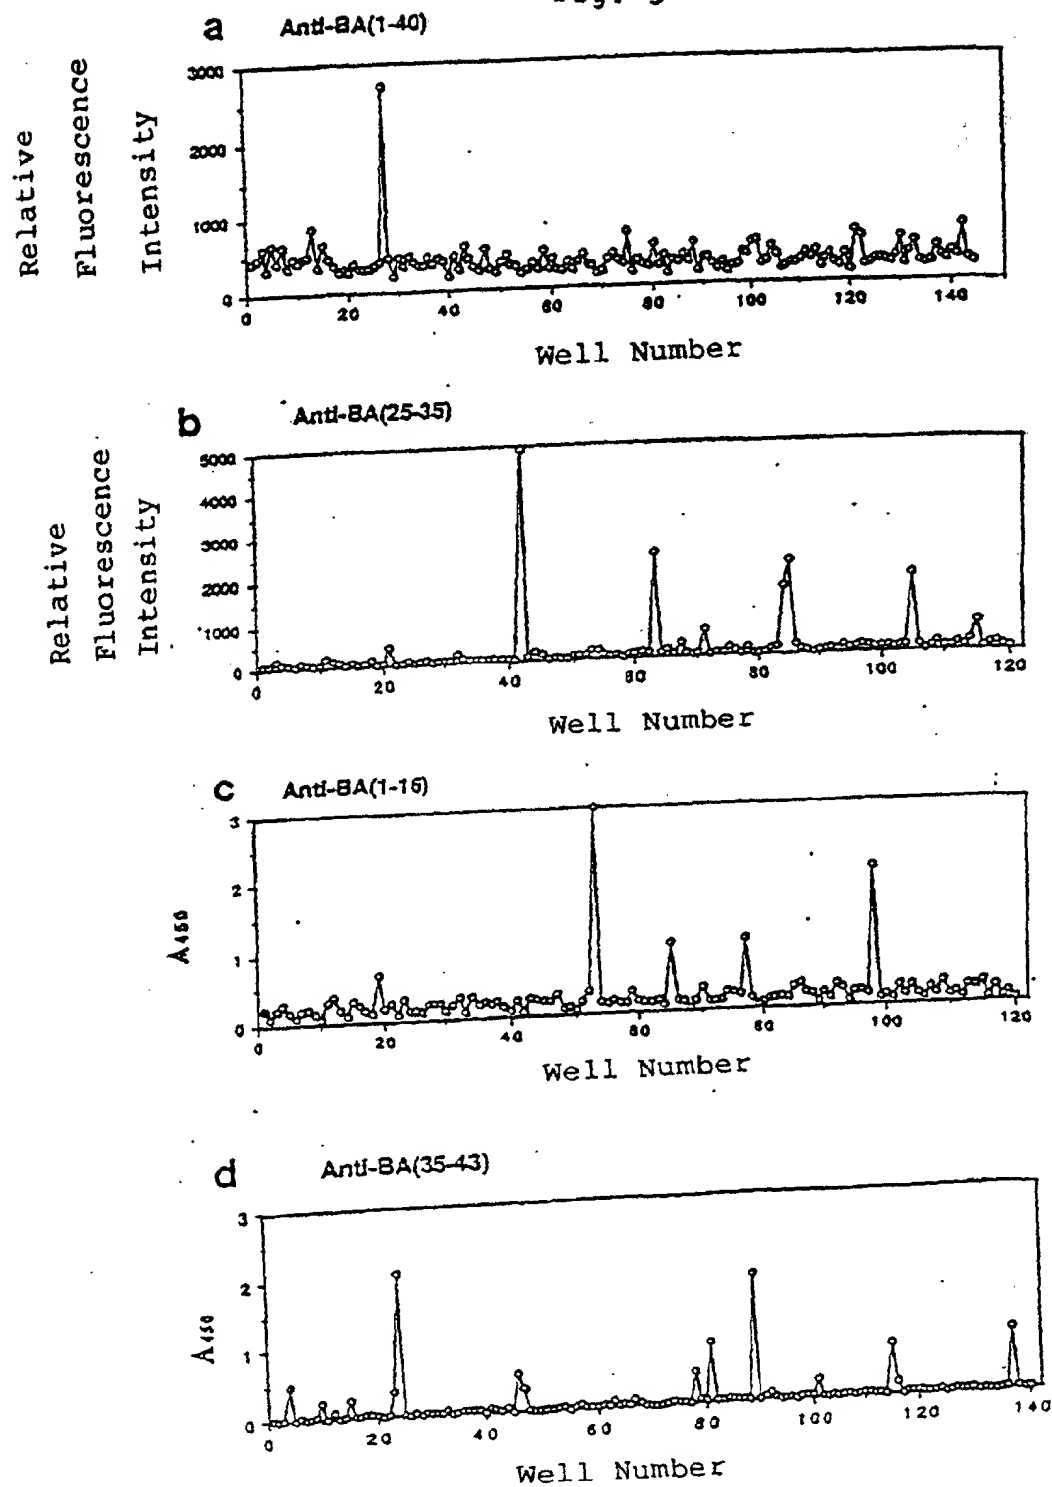 a Anti-BA(1-40)
Relative
Fluorescence
Intensity
3000
2000
1000
0
0 20 40 60 80 100 120 140
Well Number
b Anti-BA(25-35)
Relative
Fluorescence
Intensity
5000
4000
3000
2000
1000
0
0 20 40 60 80 100 120
Well Number
c Anti-BA(1-16)
A450
3
2
1
0
0 20 40 60 80 100 120
Well Number
d Anti-BA(35-43)
A450
3
2
1
0
0 20 40 60 80 100 120 140
Well Number